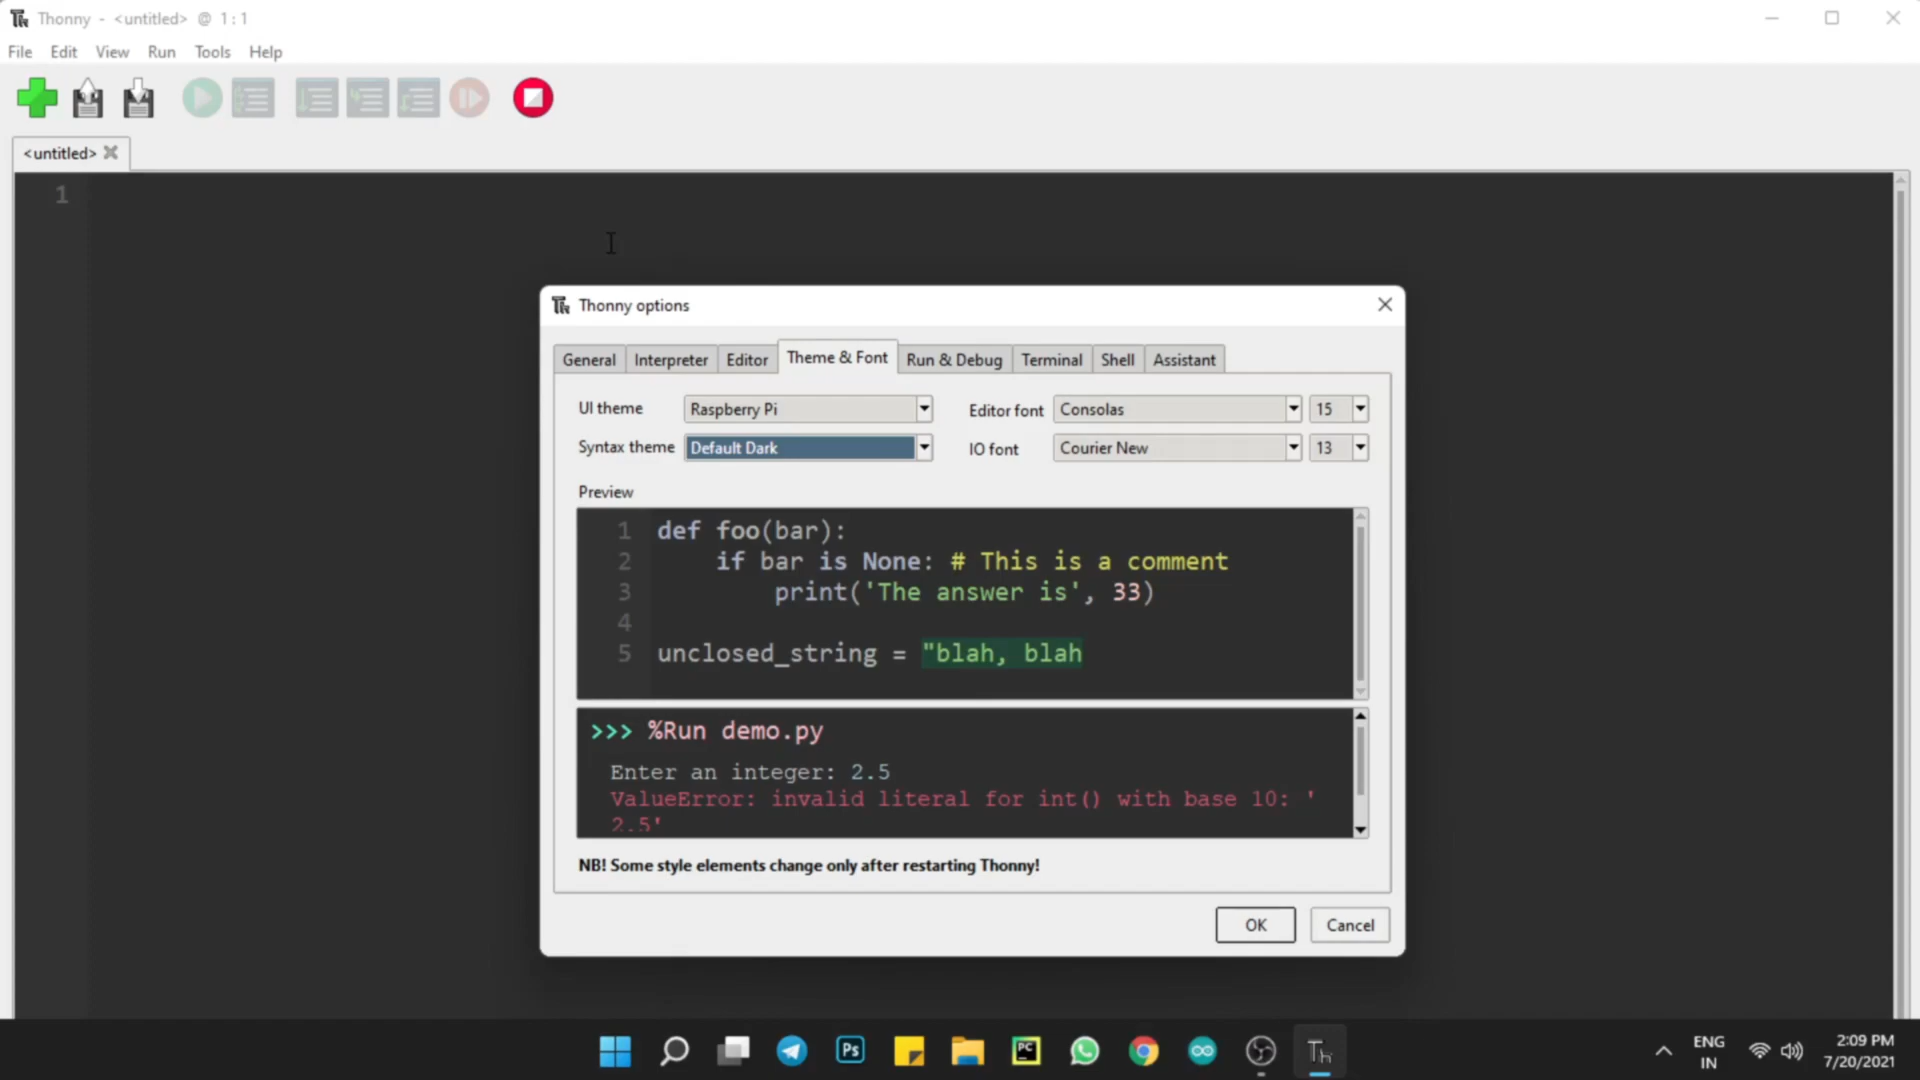 Thonny - <untitled> @ 1 : 1
File Edit View Run Tools Help
<untitled>
1
Thonny options
General Interpreter Editor Theme & Font Run & Debug Terminal Shell Assistant
UI theme Raspberry Pi Editor font Consolas 15
Syntax theme Default Dark IO font Courier New 13
Preview
1 def foo(bar):
2 if bar is None: # This is a comment
3 print('The answer is', 33)
4
5 unclosed_string = "blah, blah
>>> %Run demo.py
Enter an integer: 2.5
ValueError: invalid literal for int() with base 10: '
2.5'
NB! Some style elements change only after restarting Thonny!
OK Cancel
Ps
PC
Th
ENG
IN
2:09 PM
7/20/2021